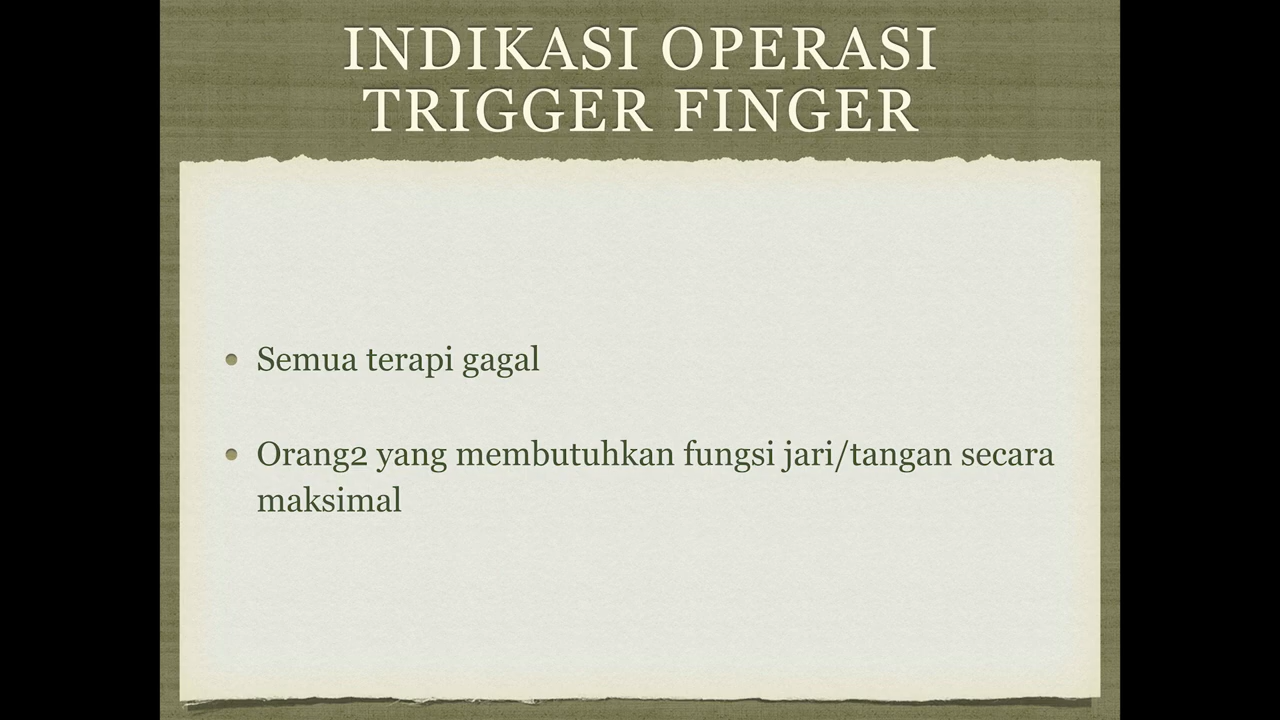 INDIKASI OPERASI
TRIGGER FINGER
• Semua terapi gagal
• Orang2 yang membutuhkan fungsi jari/tangan secara
maksimal